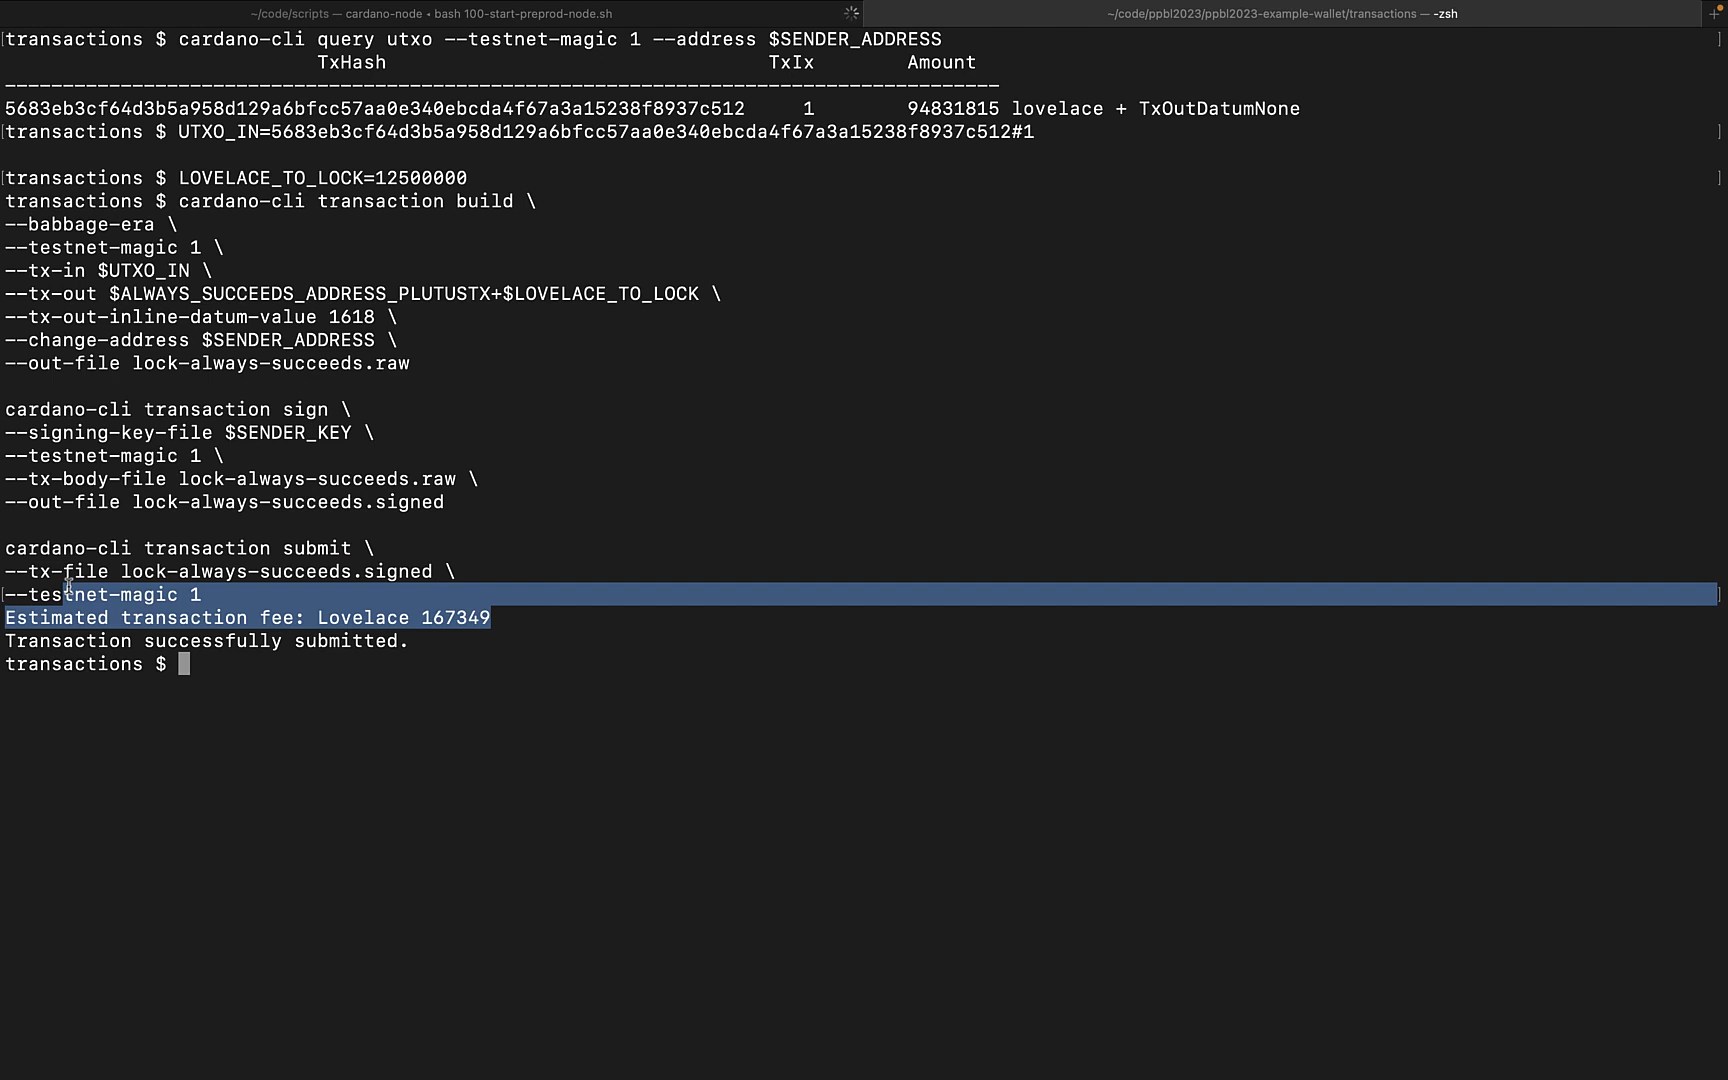 ~/code/scripts — cardano-node • bash 100-start-preprod-node.sh
~/code/ppbl2023/ppbl2023-example-wallet/transactions — -zsh
[transactions $ cardano-cli query utxo --testnet-magic 1 --address $SENDER_ADDRESS ]
TxHash TxIx Amount
--------------------------------------------------------------------------------------
5683eb3cf64d3b5a958d129a6bfcc57aa0e340ebcda4f67a3a15238f8937c512 1 94831815 lovelace + TxOutDatumNone
[transactions $ UTXO_IN=5683eb3cf64d3b5a958d129a6bfcc57aa0e340ebcda4f67a3a15238f8937c512#1 ]
[transactions $ LOVELACE_TO_LOCK=12500000 ]
transactions $ cardano-cli transaction build \
--babbage-era \
--testnet-magic 1 \
--tx-in $UTXO_IN \
--tx-out $ALWAYS_SUCCEEDS_ADDRESS_PLUTUSTX+$LOVELACE_TO_LOCK \
--tx-out-inline-datum-value 1618 \
--change-address $SENDER_ADDRESS \
--out-file lock-always-succeeds.raw
cardano-cli transaction sign \
--signing-key-file $SENDER_KEY \
--testnet-magic 1 \
--tx-body-file lock-always-succeeds.raw \
--out-file lock-always-succeeds.signed
cardano-cli transaction submit \
--tx-file lock-always-succeeds.signed \
[--testnet-magic 1 ]
Estimated transaction fee: Lovelace 167349
Transaction successfully submitted.
transactions $